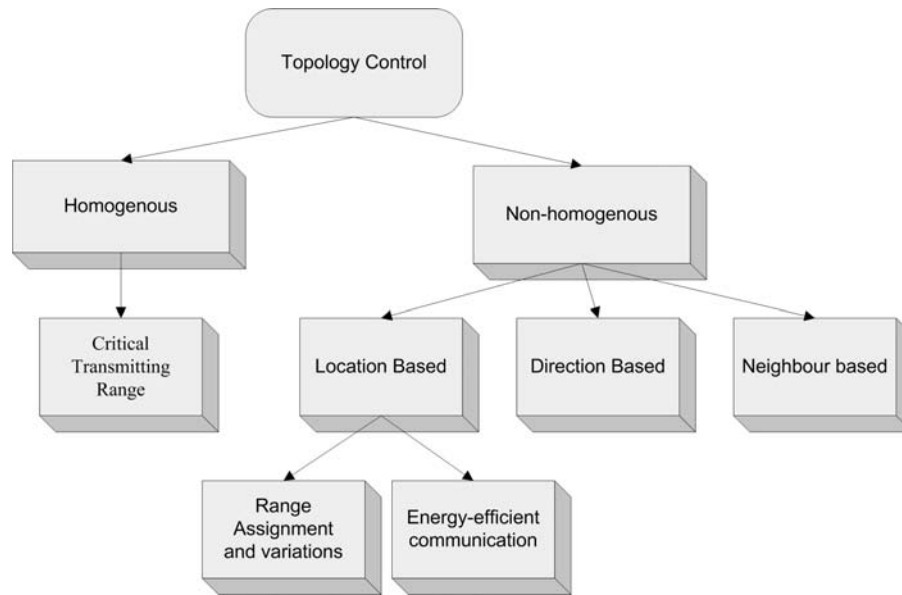 Topology Control
Homogenous
Non-homogenous
Critical
Transmitting
Range
Location Based
Direction Based
Neighbour based
Range
Assignment
and variations
Energy-efficient
communication